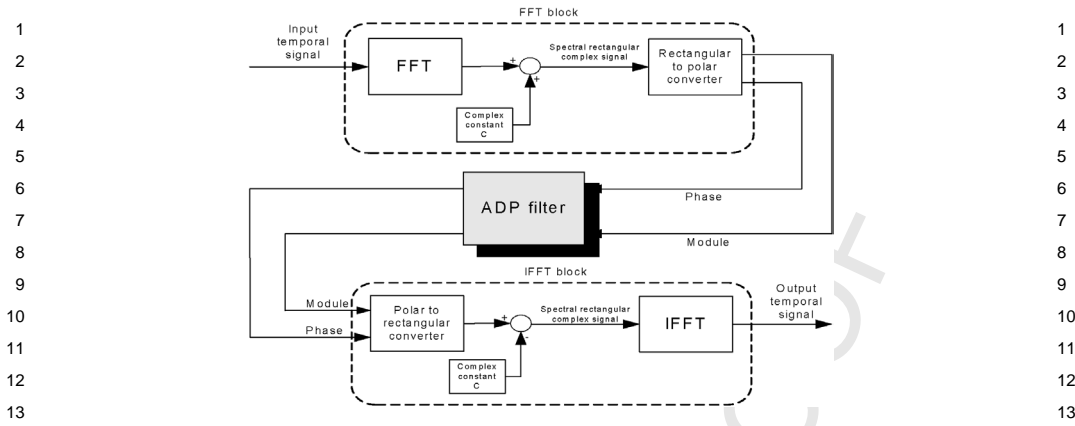 FFT block
1
Input
temporal
signal
1
2
FFT
+
Spectral rectangular
complex signal
Rectangular
to polar
converter
2
3
+
3
4
Complex
constant
C
4
5
5
6
Phase
6
ADP filter
7
Module
7
8
8
IFFT block
9
Output
temporal
signal
9
10
Module
Phase
Polar to
rectangular
converter
+
-
Spectral rectangular
complex signal
IFFT
10
11
11
12
Complex
constant
C
12
13
13